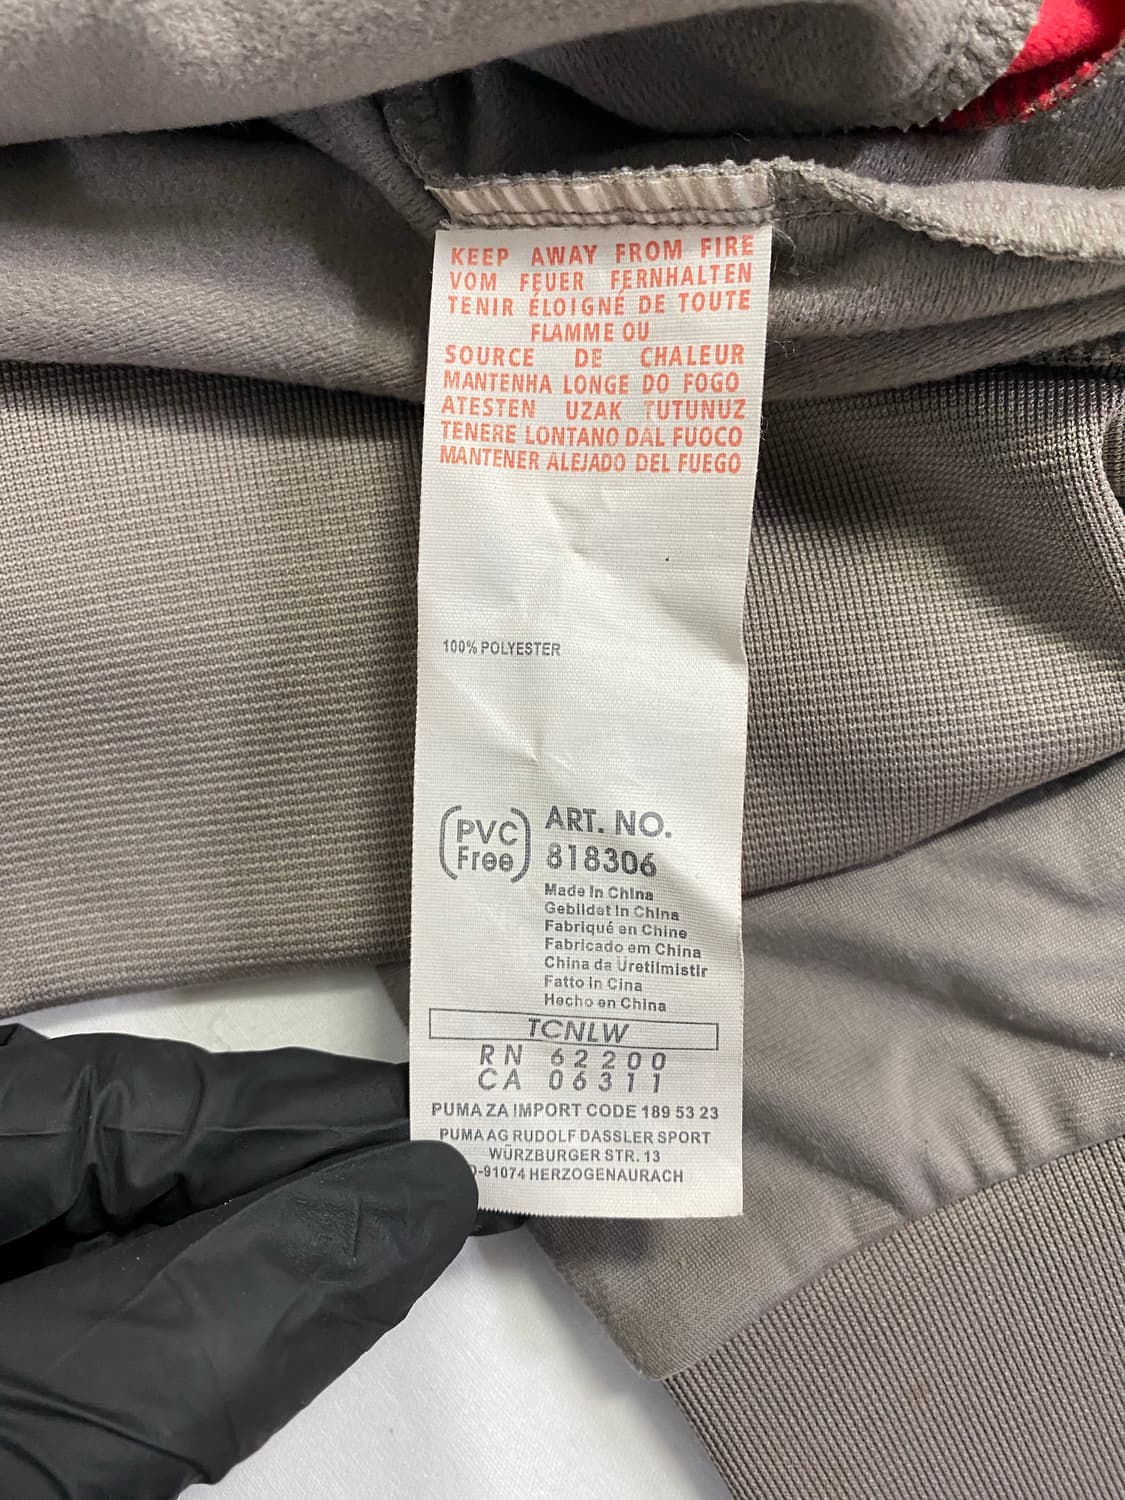 KEEP AWAY FROM FIRE
VOM FEUER FERNHALTEN
TENIR ÉLOIGNÉ DE TOUTE
FLAMME OU
SOURCE DE CHALEUR
MANTENHA LONGE DO FOGO
ATESTEN UZAK TUTUNUZ
TENERE LONTANO DAL FUOCO
MANTENER ALEJADO DEL FUEGO
100% POLYESTER
PVC
Free
ART. NO.
818306
Made In China
Gebildet In China
Fabriqué en Chine
Fabricado em China
China da Üretilmistir
Fatto in Cina
Hecho en China
TCNLW
RN 62200
CA 06311
PUMA ZA IMPORT CODE 189 53 23
PUMA AG RUDOLF DASSLER SPORT
WÜRZBURGER STR. 13
D-91074 HERZOGENAURACH